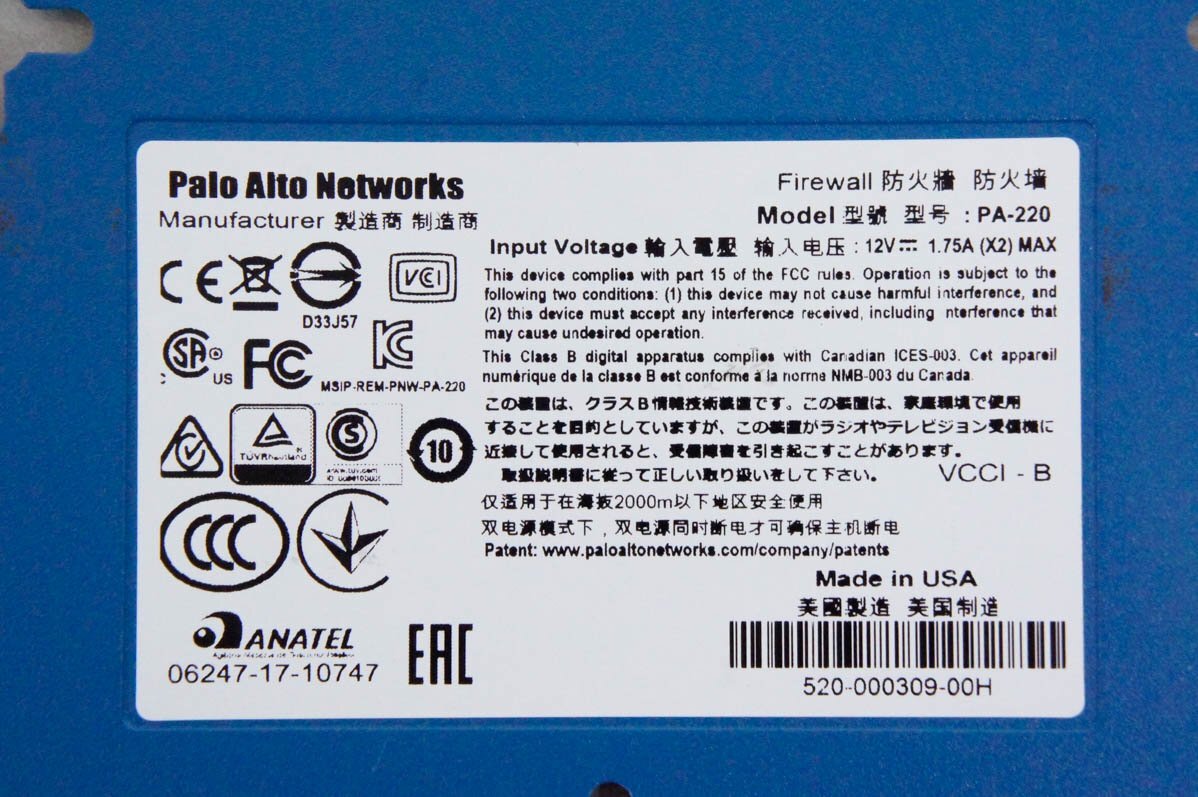 Palo Alto Networks
Manufacturer 製造商 制造商
Firewall 防火牆 防火墙
Model 型號 型号 : PA-220
Input Voltage 輸入電壓 输入电压 : 12V⎓ 1.75A (X2) MAX
This device complies with part 15 of the FCC rules. Operation is subject to the
following two conditions: (1) this device may not cause harmful interference, and
(2) this device must accept any interference received, including nterference that
may cause undesired operation.
This Class B digital apparatus complies with Canadian ICES-003. Cet appareil
numérique de la classe B est conforme à la norme NMB-003 du Canada.
この装置は、クラスB情報技術装置です。この装置は、家庭環境で使用
することを目的としていますが、この装置がラジオやテレビジョン受信機に
近接して使用されると、受信障害を引き起こすことがあります。
取扱説明書に従って正しい取り扱いをして下さい。 VCCI - B
仅适用于在海拔2000m以下地区安全使用
双电源模式下，双电源同时断电才可确保主机断电
Patent: www.paloaltonetworks.com/company/patents
Made in USA
美國製造 美国制造
520-000309-00H
CE
D33J57
VCI
SA
US
FC
KC
MSIP-REM-PNW-PA-220
TÜVRheinland
S
www.tuv.com
10
CCC
ANATEL
06247-17-10747
EAC